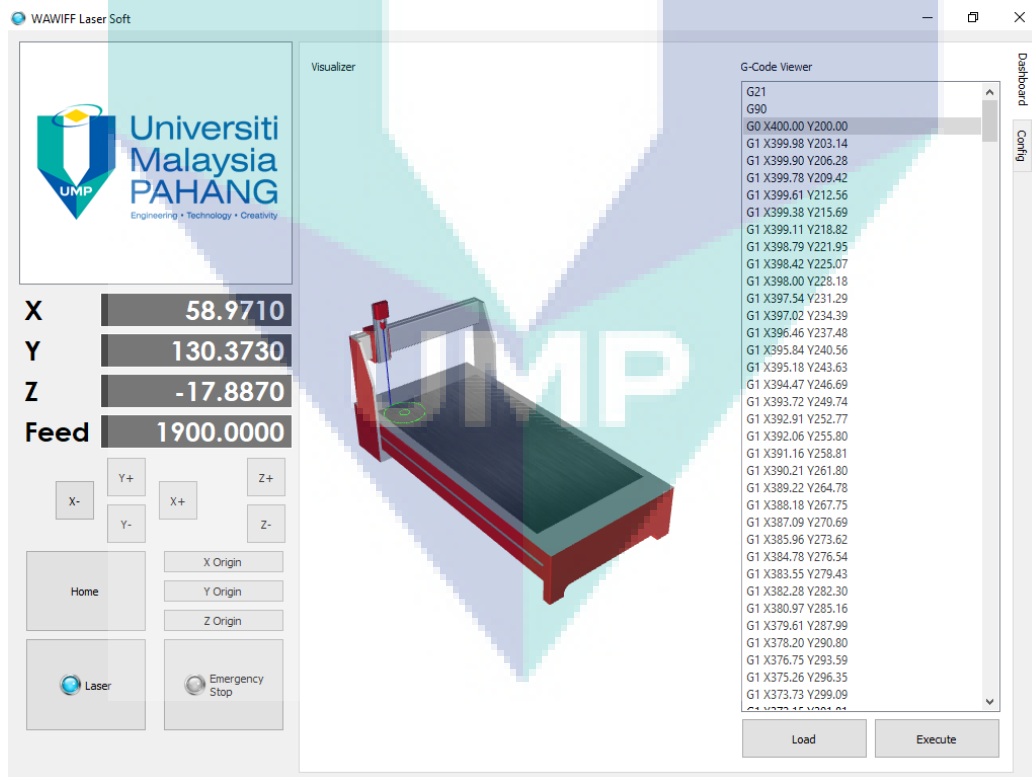 WAWIFF Laser Soft
UMP
Universiti
Malaysia
PAHANG
Engineering • Technology • Creativity
X 58.9710
Y 130.3730
Z -17.8870
Feed 1900.0000
X-
Y+
Y-
X+
Z+
Z-
Home
X Origin
Y Origin
Z Origin
Laser
Emergency
Stop
Visualizer
UMP
G-Code Viewer
G21
G90
G0 X400.00 Y200.00
G1 X399.98 Y203.14
G1 X399.90 Y206.28
G1 X399.78 Y209.42
G1 X399.61 Y212.56
G1 X399.38 Y215.69
G1 X399.11 Y218.82
G1 X398.79 Y221.95
G1 X398.42 Y225.07
G1 X398.00 Y228.18
G1 X397.54 Y231.29
G1 X397.02 Y234.39
G1 X396.46 Y237.48
G1 X395.84 Y240.56
G1 X395.18 Y243.63
G1 X394.47 Y246.69
G1 X393.72 Y249.74
G1 X392.91 Y252.77
G1 X392.06 Y255.80
G1 X391.16 Y258.81
G1 X390.21 Y261.80
G1 X389.22 Y264.78
G1 X388.18 Y267.75
G1 X387.09 Y270.69
G1 X385.96 Y273.62
G1 X384.78 Y276.54
G1 X383.55 Y279.43
G1 X382.28 Y282.30
G1 X380.97 Y285.16
G1 X379.61 Y287.99
G1 X378.20 Y290.80
G1 X376.75 Y293.59
G1 X375.26 Y296.35
G1 X373.73 Y299.09
Load
Execute
Dashboard
Config